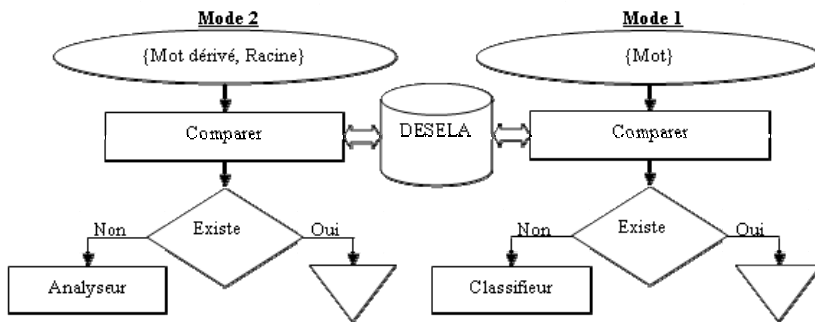 Mode 2
Mode 1
{Mot dérivé, Racine}
{Mot}
Comparer
DESELA
Comparer
Existe
Non
Oui
Existe
Non
Oui
Analyseur
Classifieur